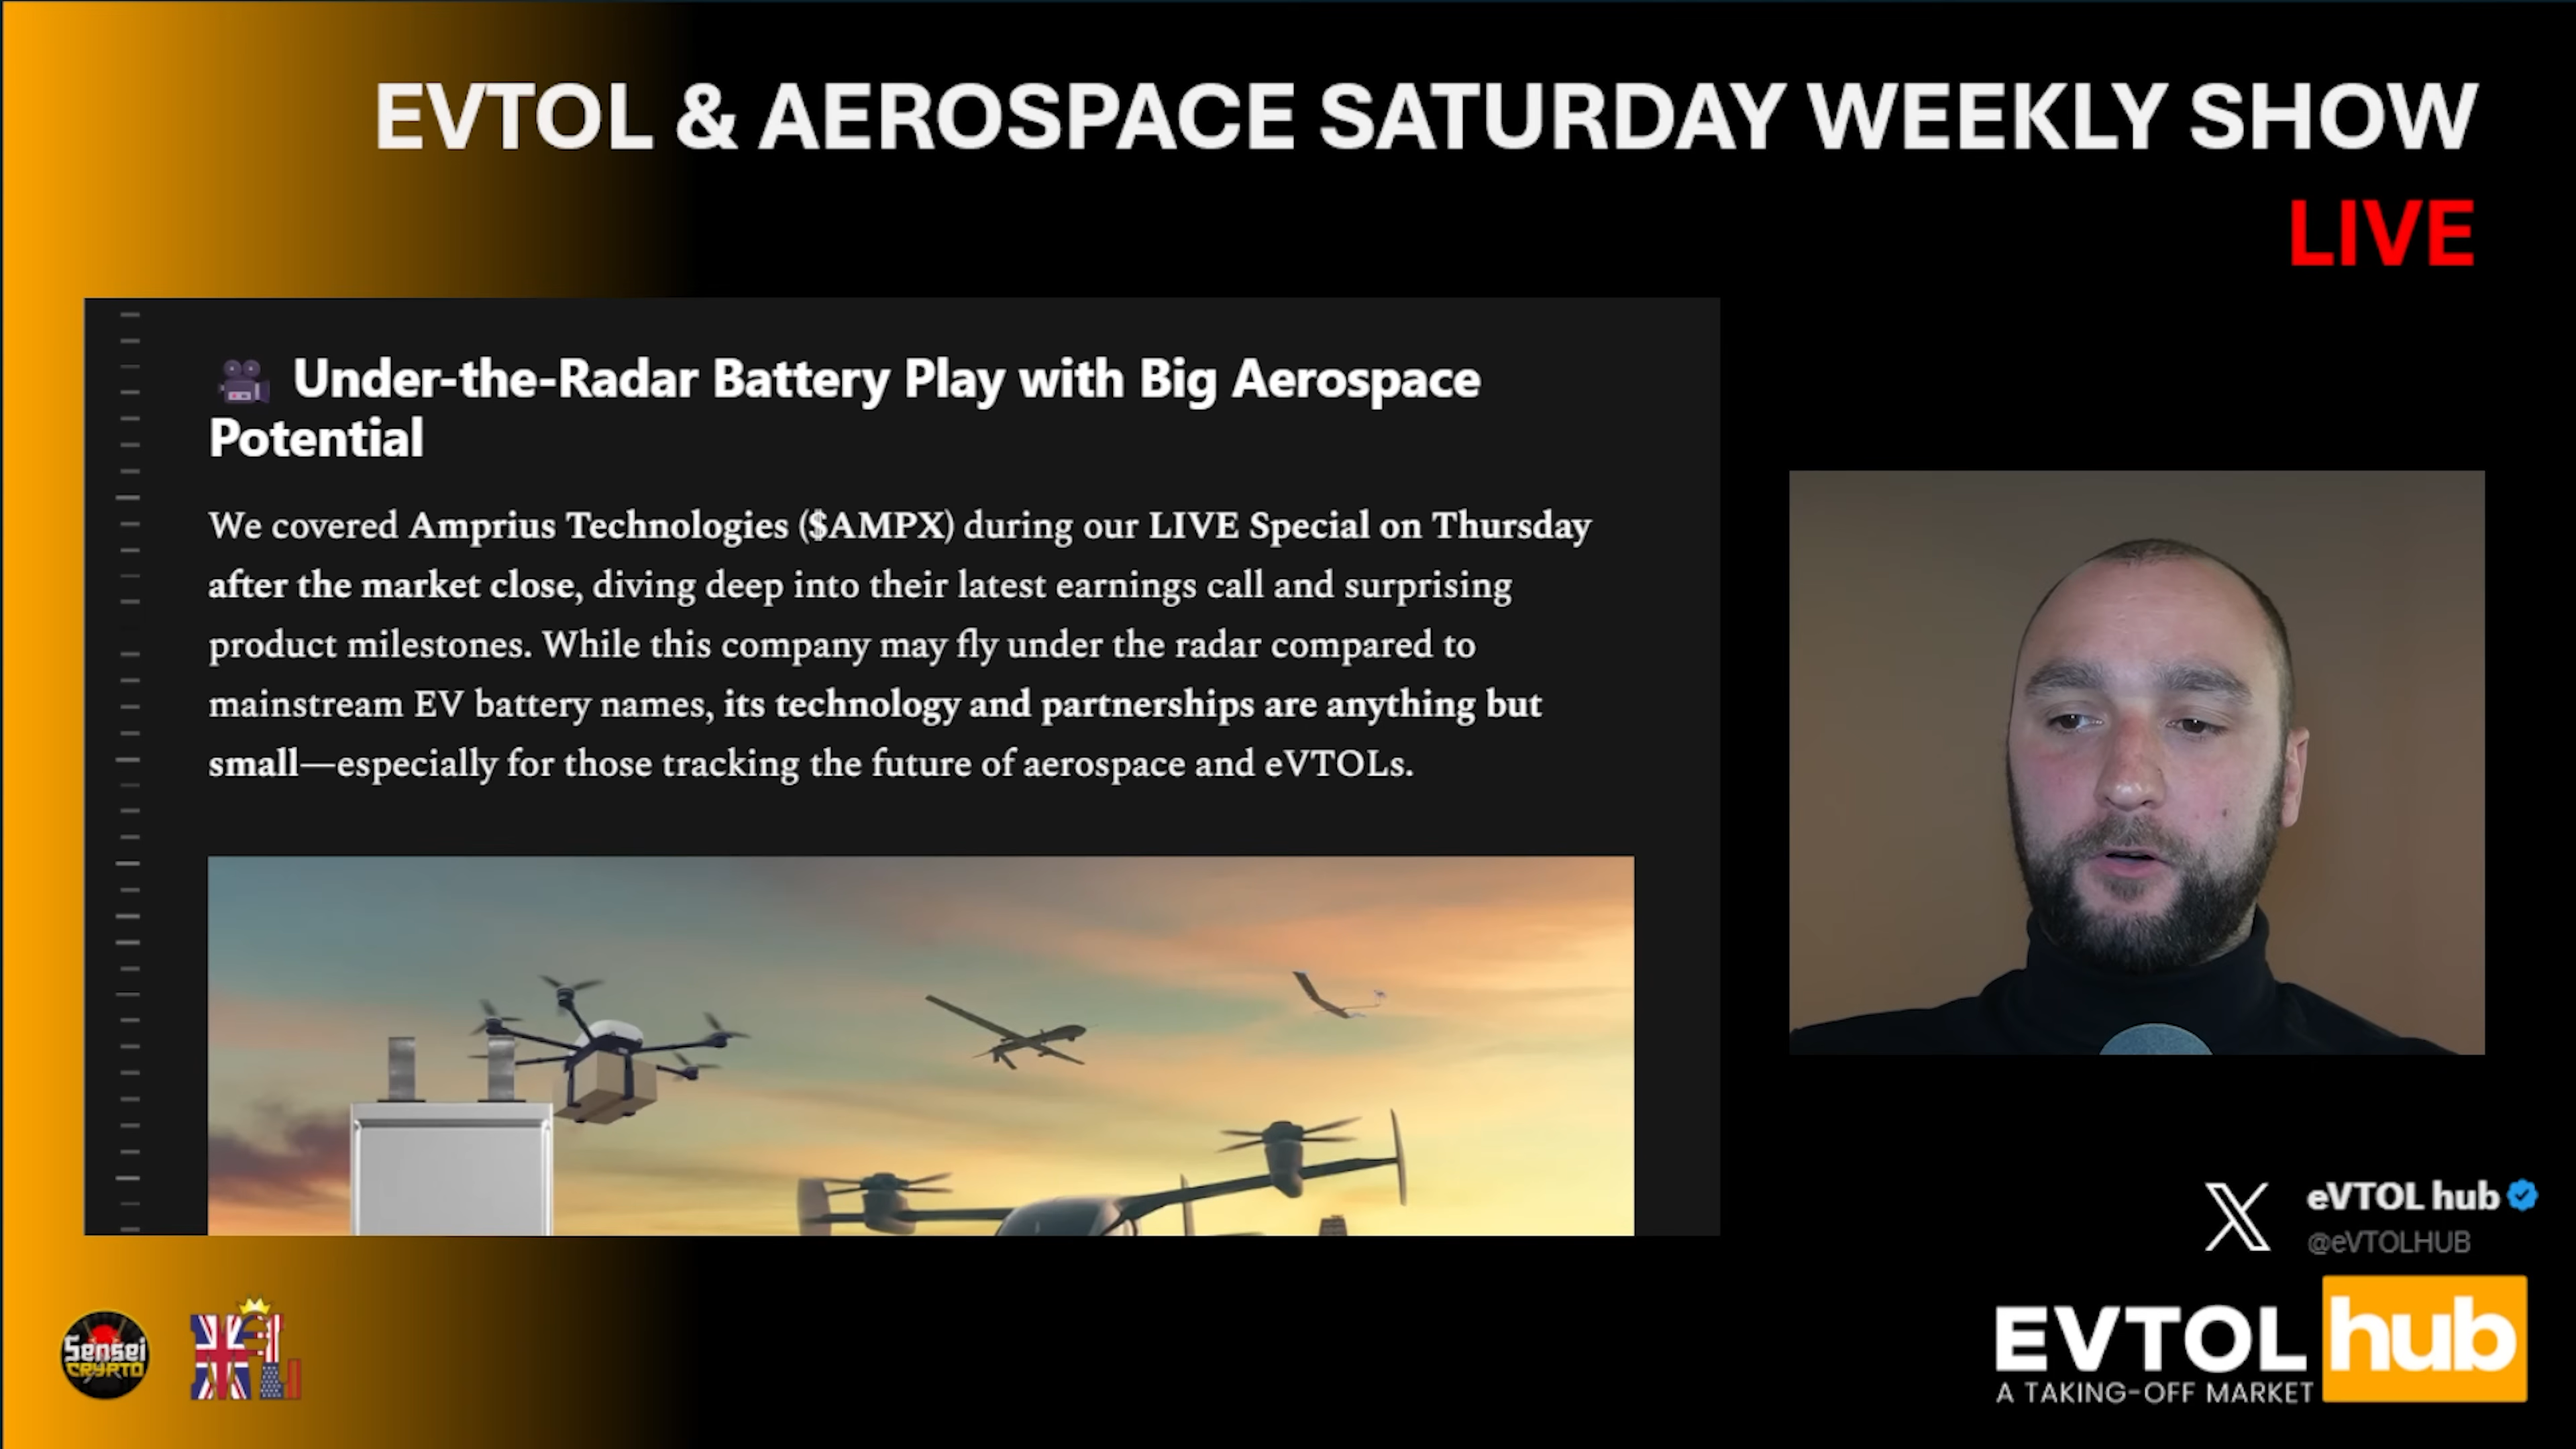 EVTOL & AEROSPACE SATURDAY WEEKLY SHOW
LIVE
Under-the-Radar Battery Play with Big Aerospace
Potential
We covered Amprius Technologies ($AMPX) during our LIVE Special on Thursday
after the market close, diving deep into their latest earnings call and surprising
product milestones. While this company may fly under the radar compared to
mainstream EV battery names, its technology and partnerships are anything but
small—especially for those tracking the future of aerospace and eVTOLs.
eVTOL hub
@eVTOLHUB
EVTOL hub
A TAKING-OFF MARKET
Sensei
CRYPTO